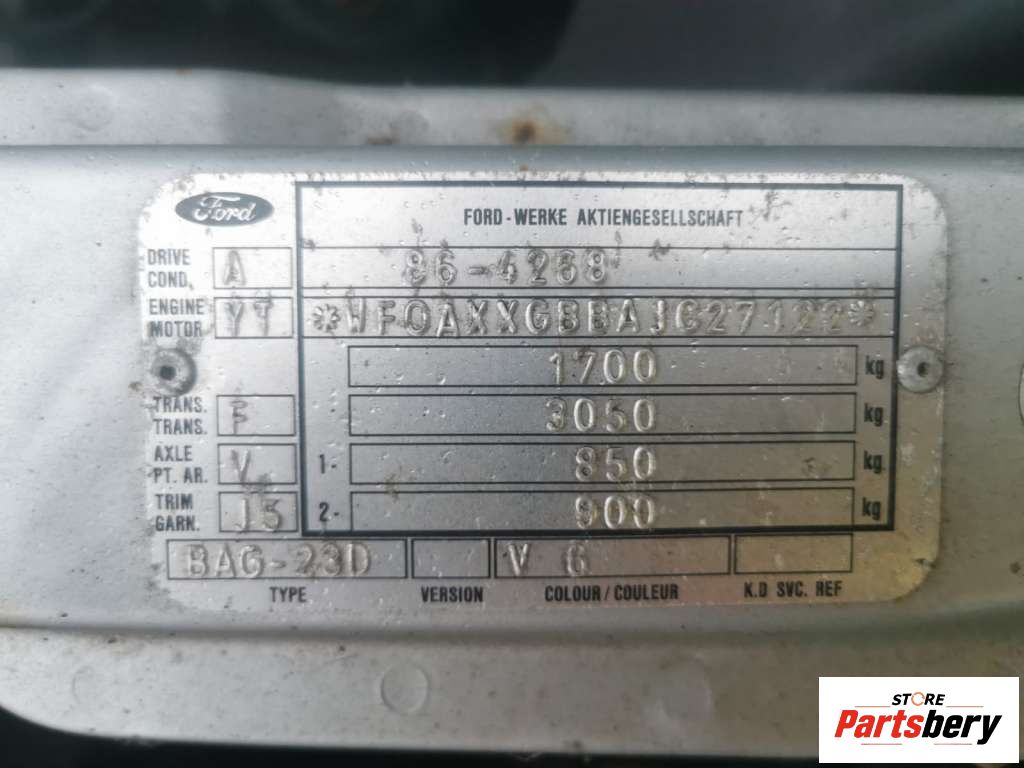 Ford
FORD-WERKE AKTIENGESELLSCHAFT
DRIVE
COND.
A
86-4268
ENGINE
MOTOR
YT
*WF0AXXGBBAJC27122*
1700 kg
TRANS.
TRANS.
F
3050 kg
AXLE
PT. AR.
V
1- 850 kg
TRIM
GARN.
J5
2- 900 kg
BAG-23D V 6
TYPE VERSION COLOUR/COULEUR K.D SVC. REF
STORE
Partsbery